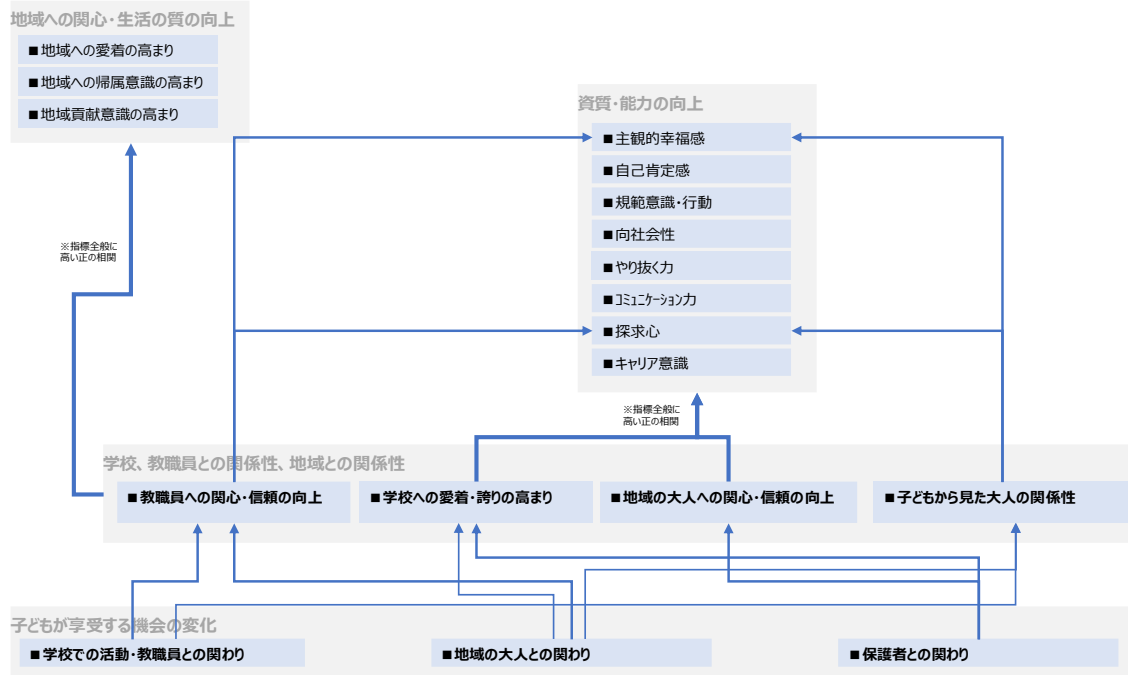 地域への関心・生活の質の向上
■地域への愛着の高まり
■地域への帰属意識の高まり
■地域貢献意識の高まり
資質・能力の向上
■主観的幸福感
■自己肯定感
■規範意識・行動
■向社会性
■やり抜く力
■コミュニケーション力
■探求心
■キャリア意識
※指標全般に
高い正の相関
※指標全般に
高い正の相関
学校、教職員との関係性、地域との関係性
■教職員への関心・信頼の向上
■学校への愛着・誇りの高まり
■地域の大人への関心・信頼の向上
■子どもから見た大人の関係性
子どもが享受する機会の変化
■学校での活動・教職員との関わり
■地域の大人との関わり
■保護者との関わり